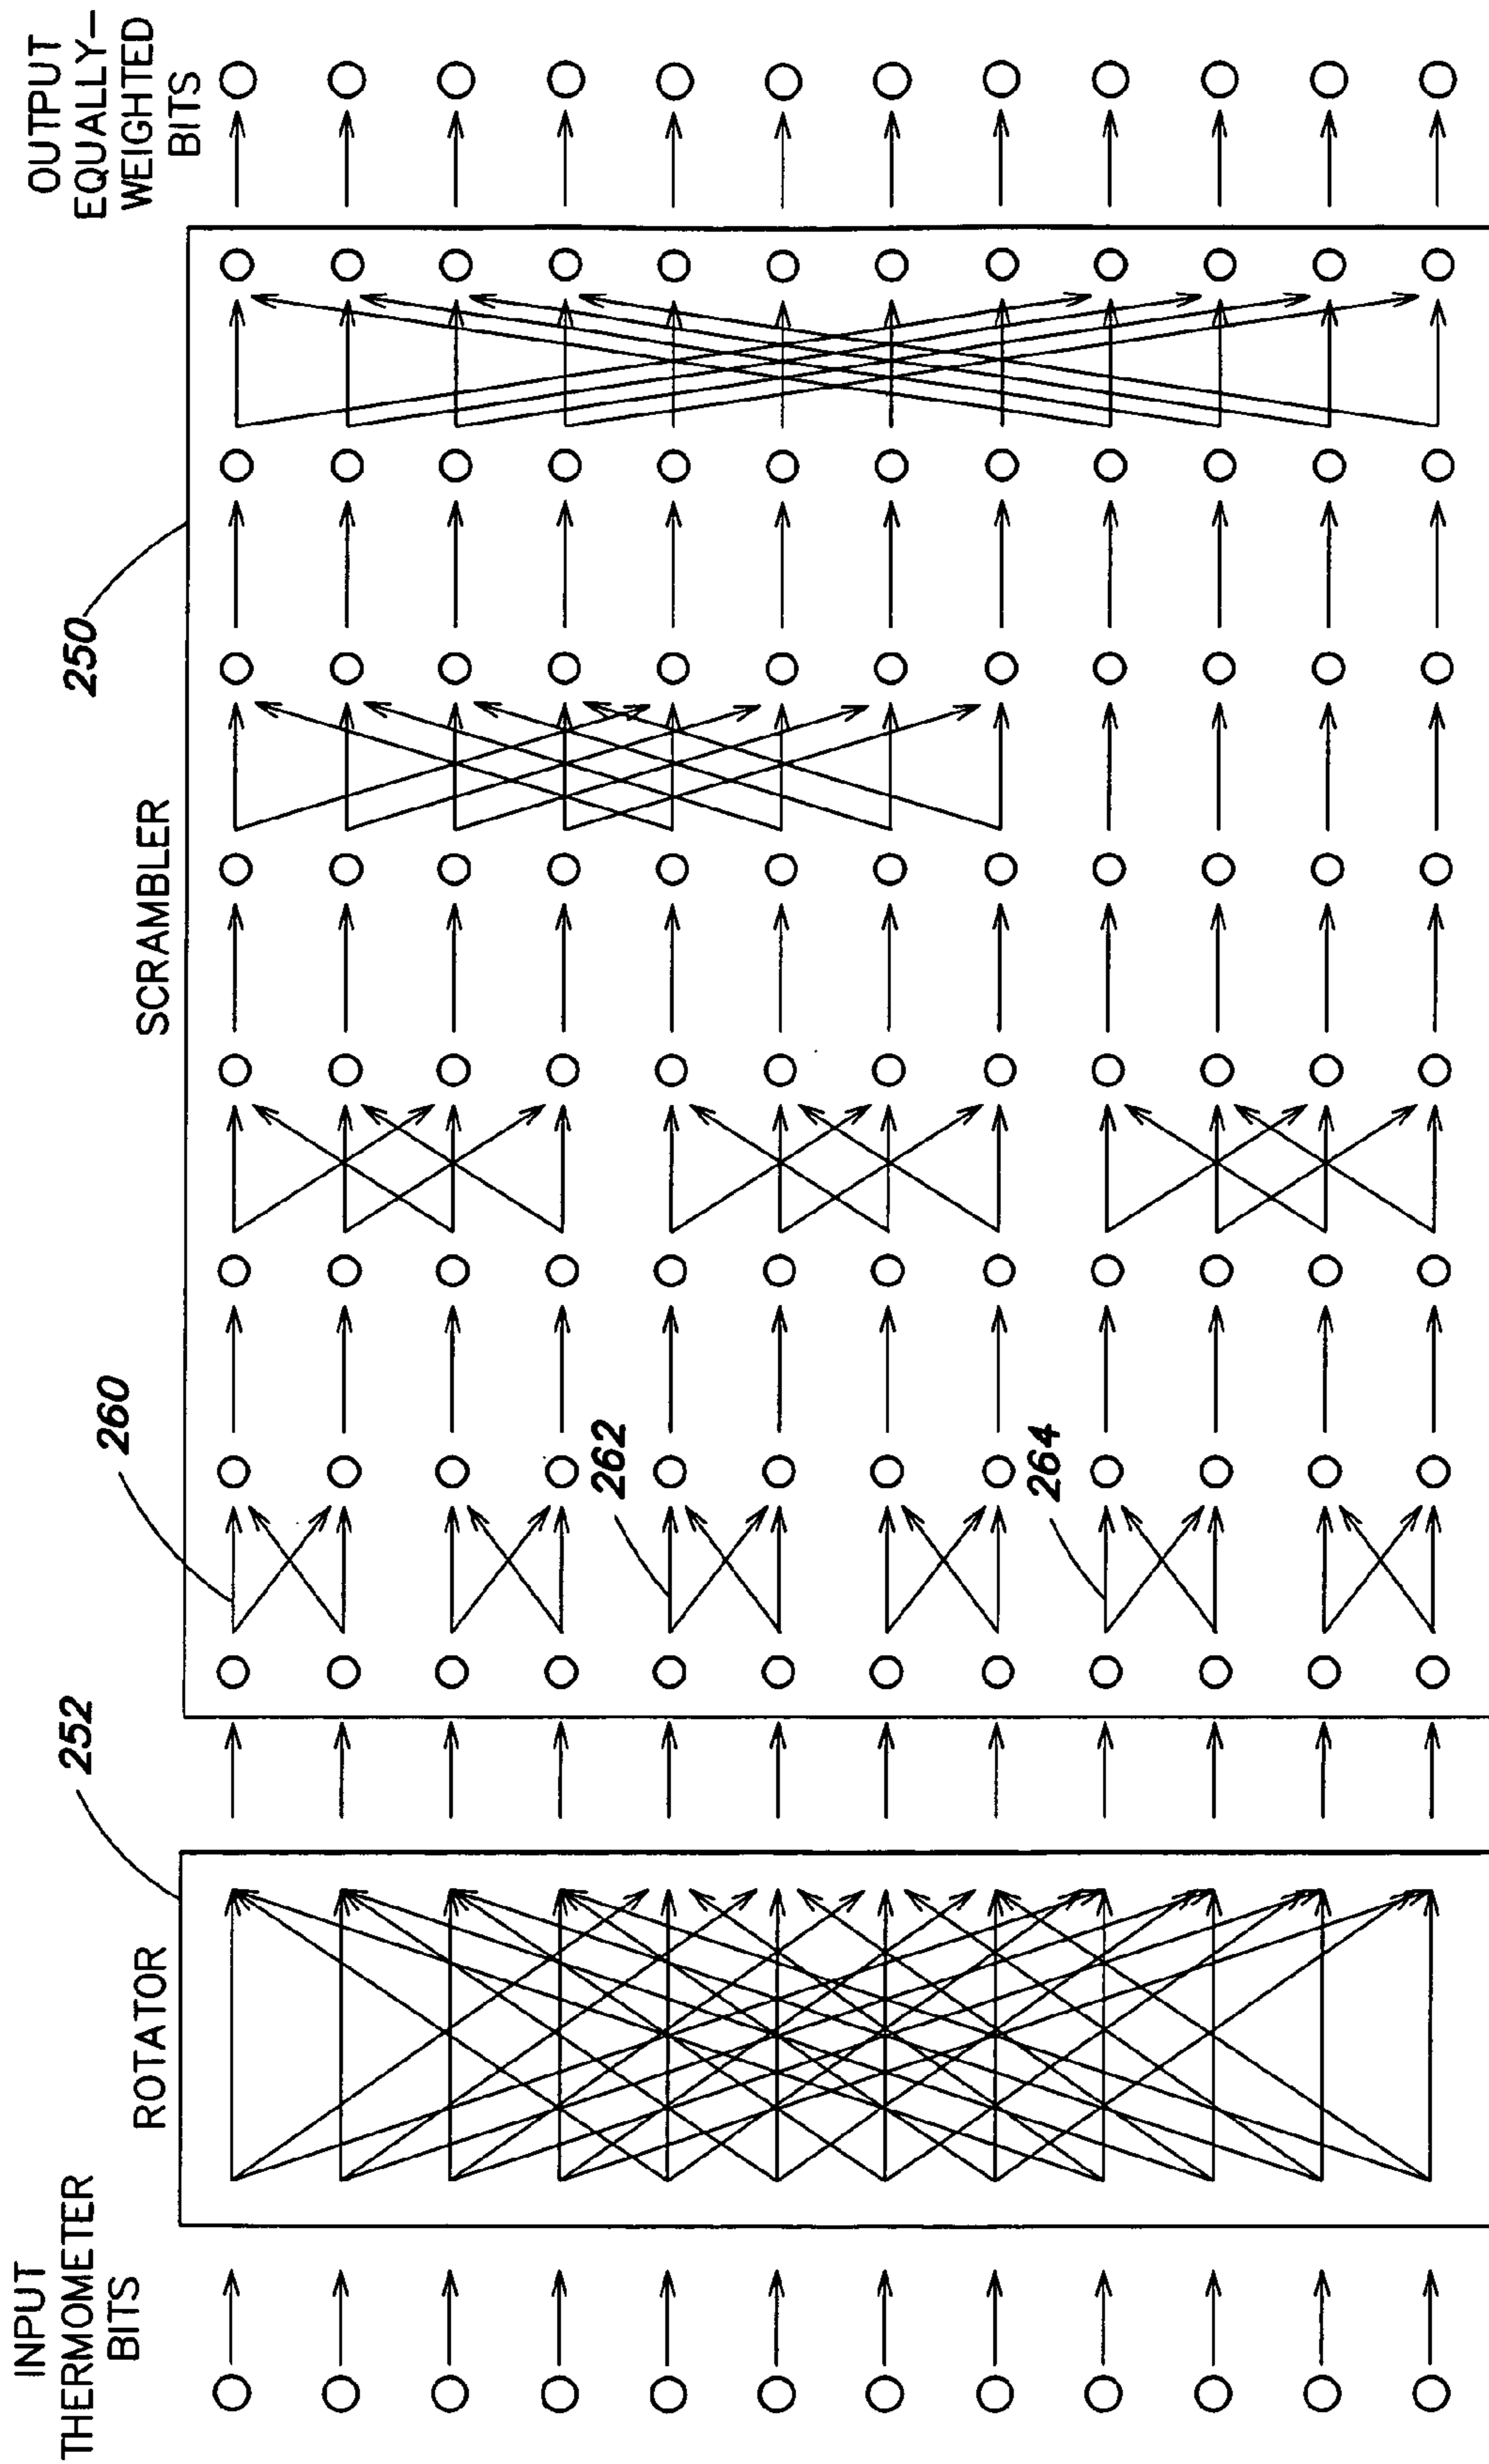 INPUT
THERMOMETER
BITS
ROTATOR
252
SCRAMBLER
250
260
262
264
OUTPUT
EQUALLY-
WEIGHTED
BITS